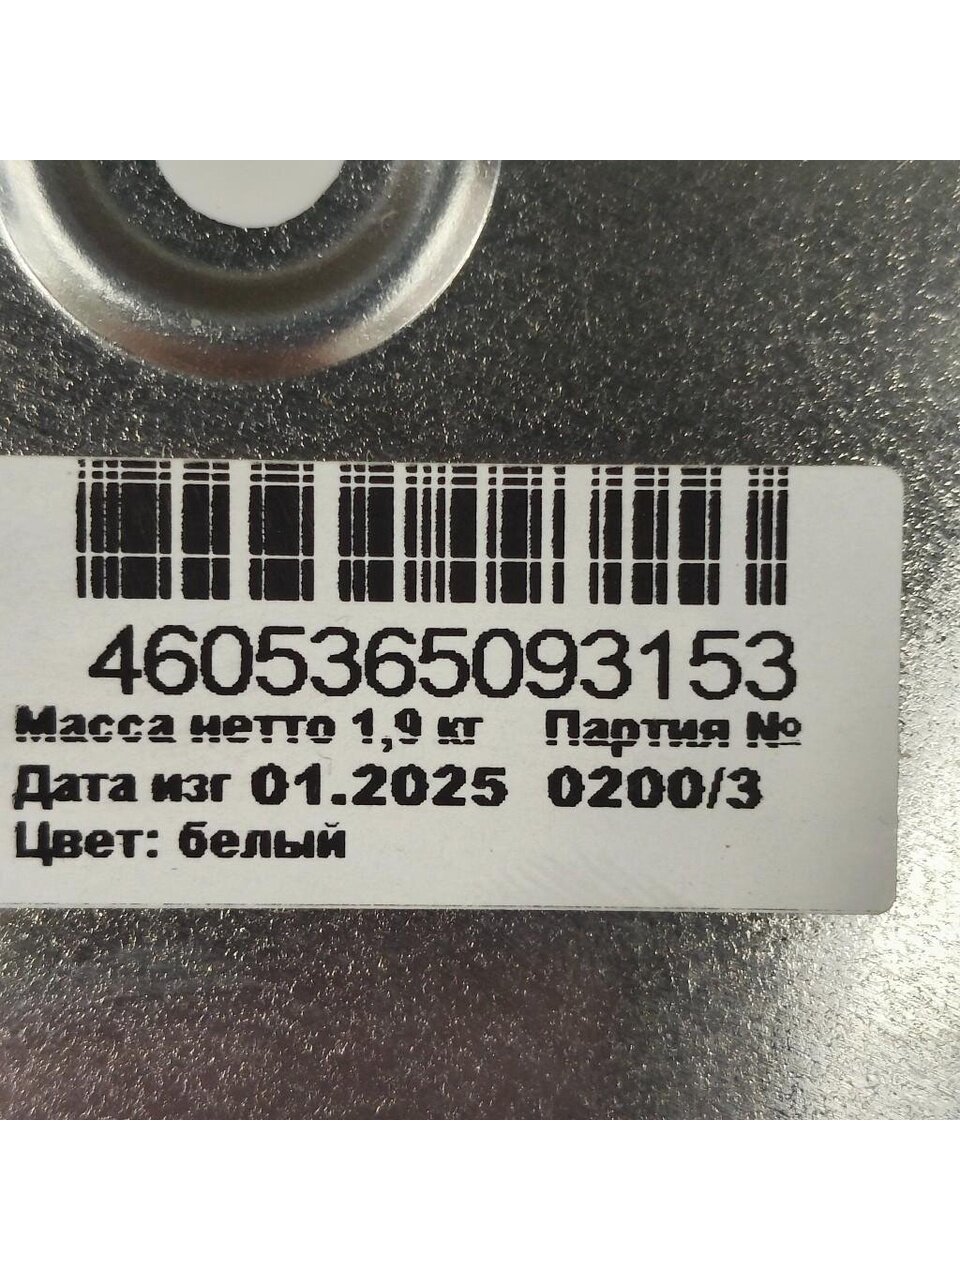 4605365093153
Масса нетто 1,9 кг Партия №
Дата изг 01.2025 0200/3
Цвет: белый